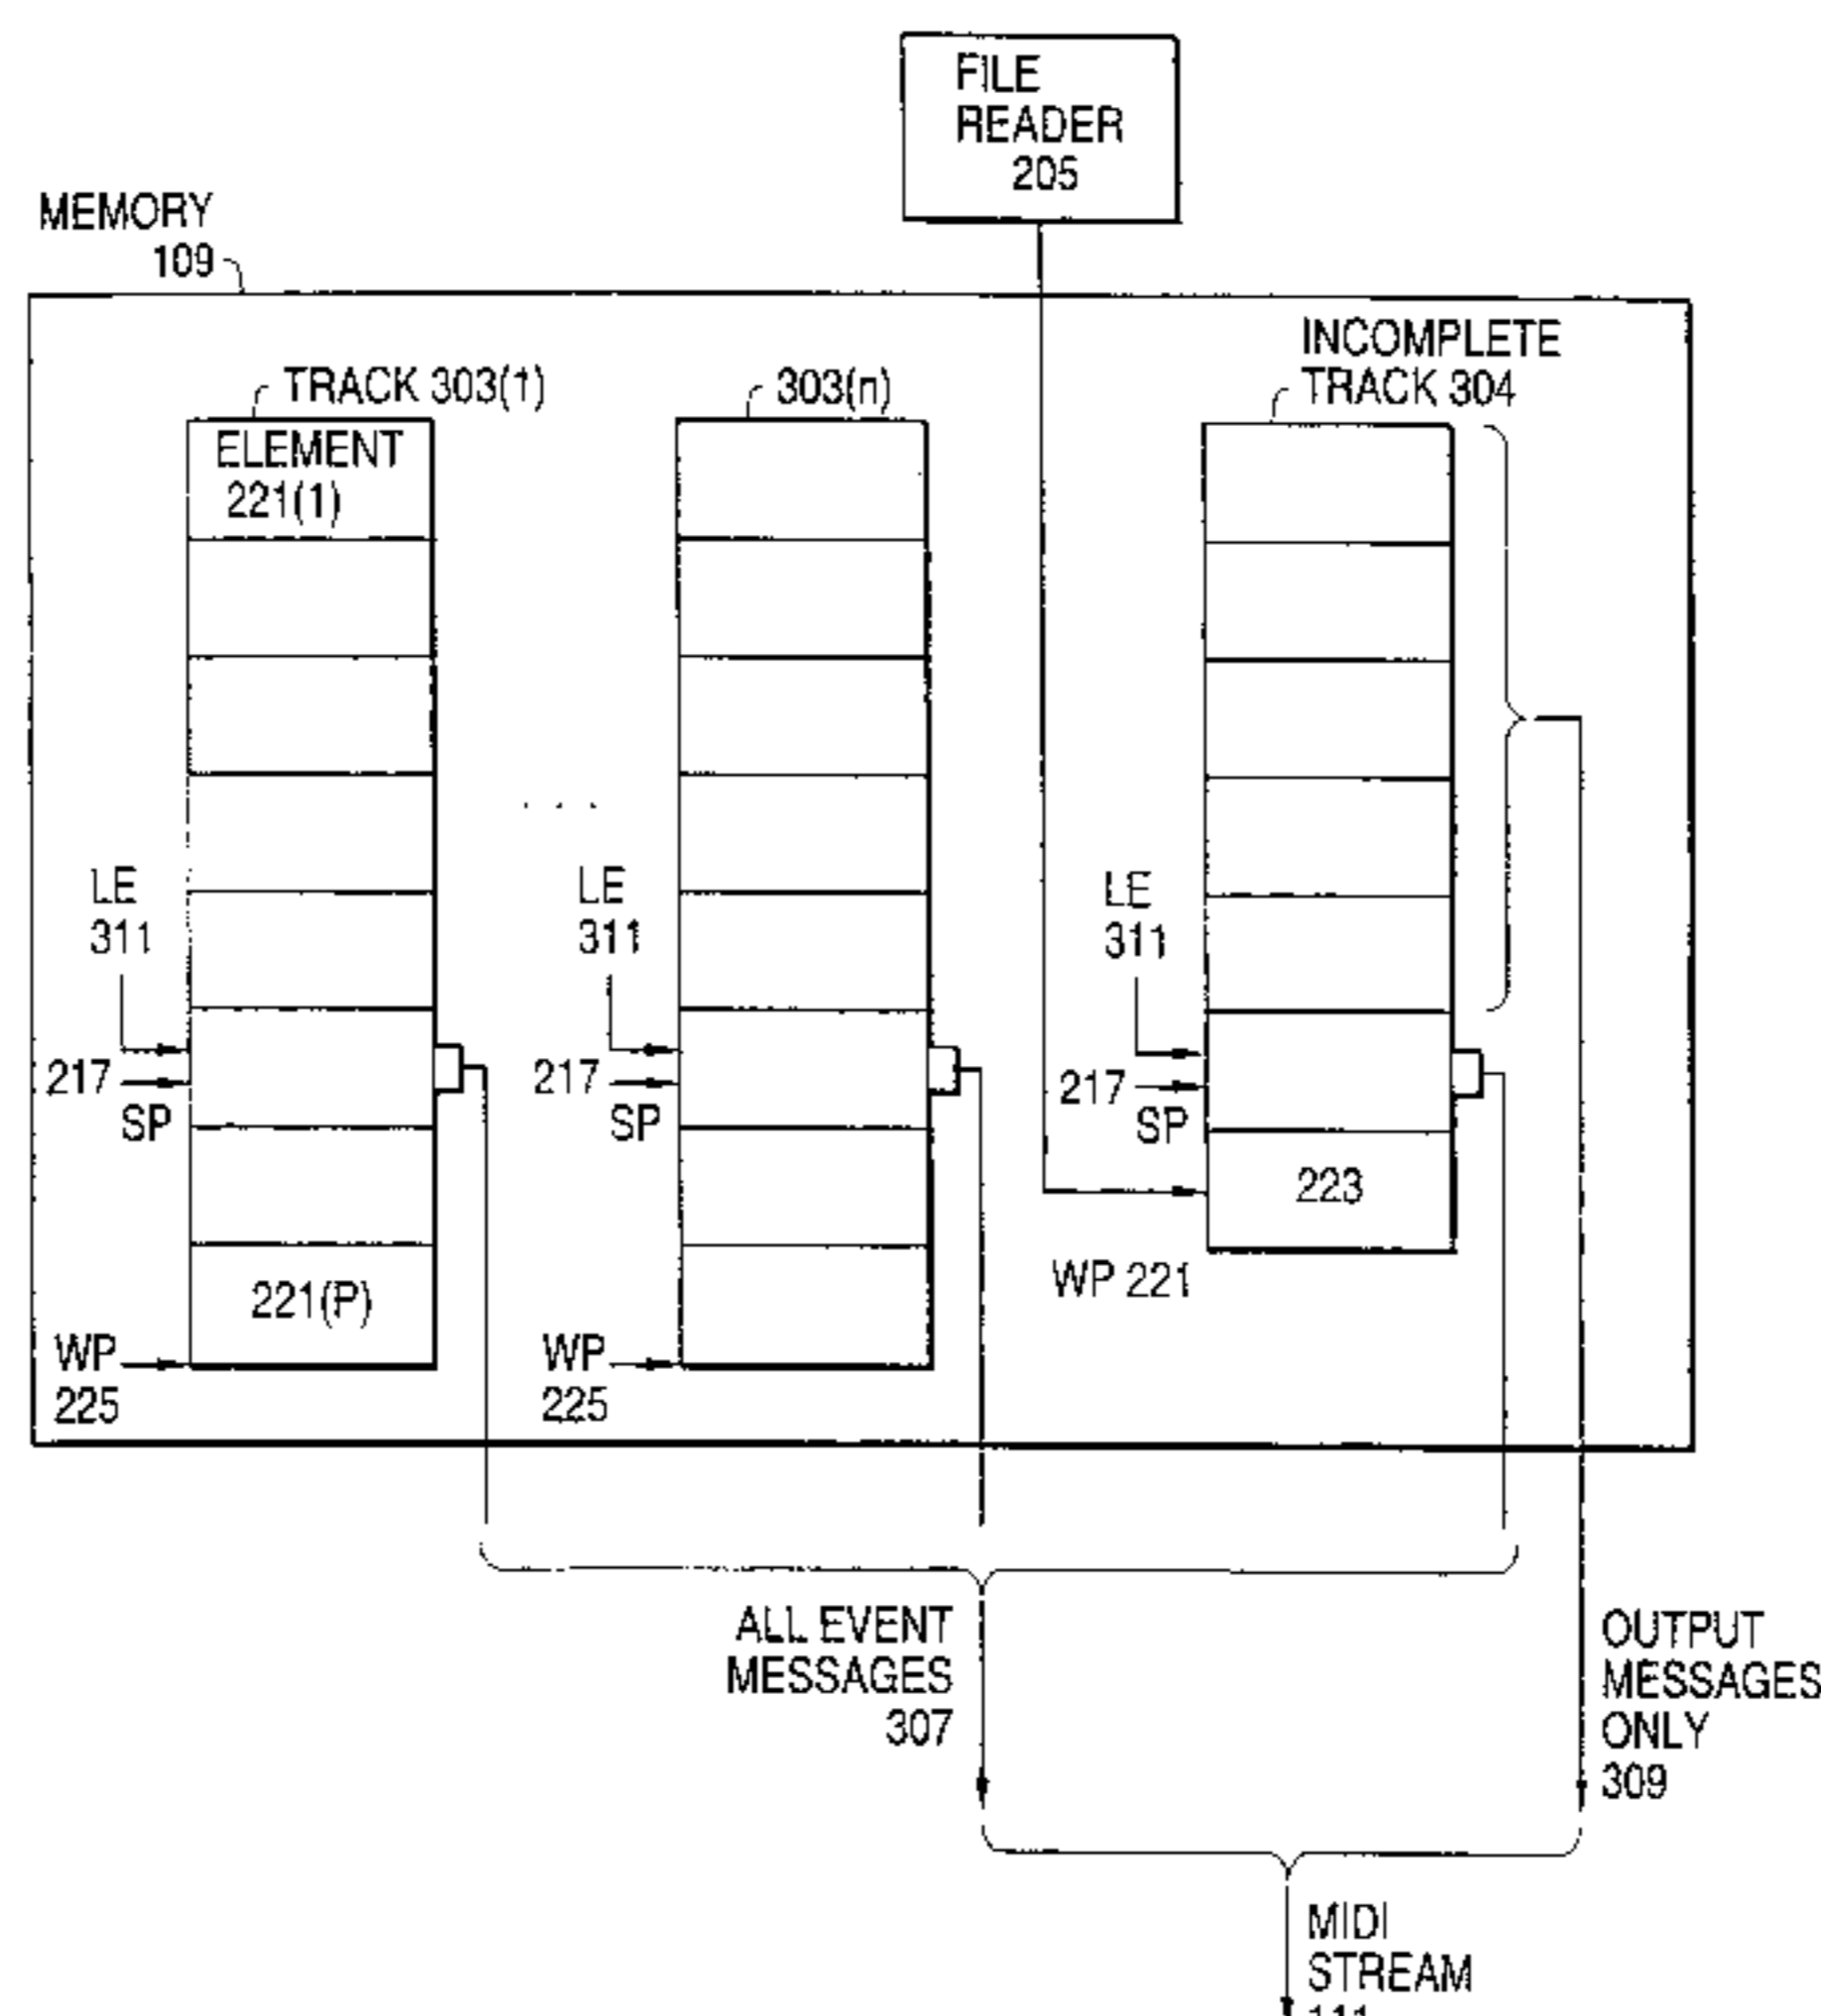 FILE
READER
205
MEMORY
109
INCOMPLETE
TRACK 304
TRACK 303(1)
303(n)
ELEMENT
221(1)
. . .
LE
311
LE
311
LE
311
217
SP
217
SP
217
SP
223
WP 221
221(P)
WP
225
WP
225
ALL EVENT
MESSAGES
307
OUTPUT
MESSAGES
ONLY
309
MIDI
STREAM